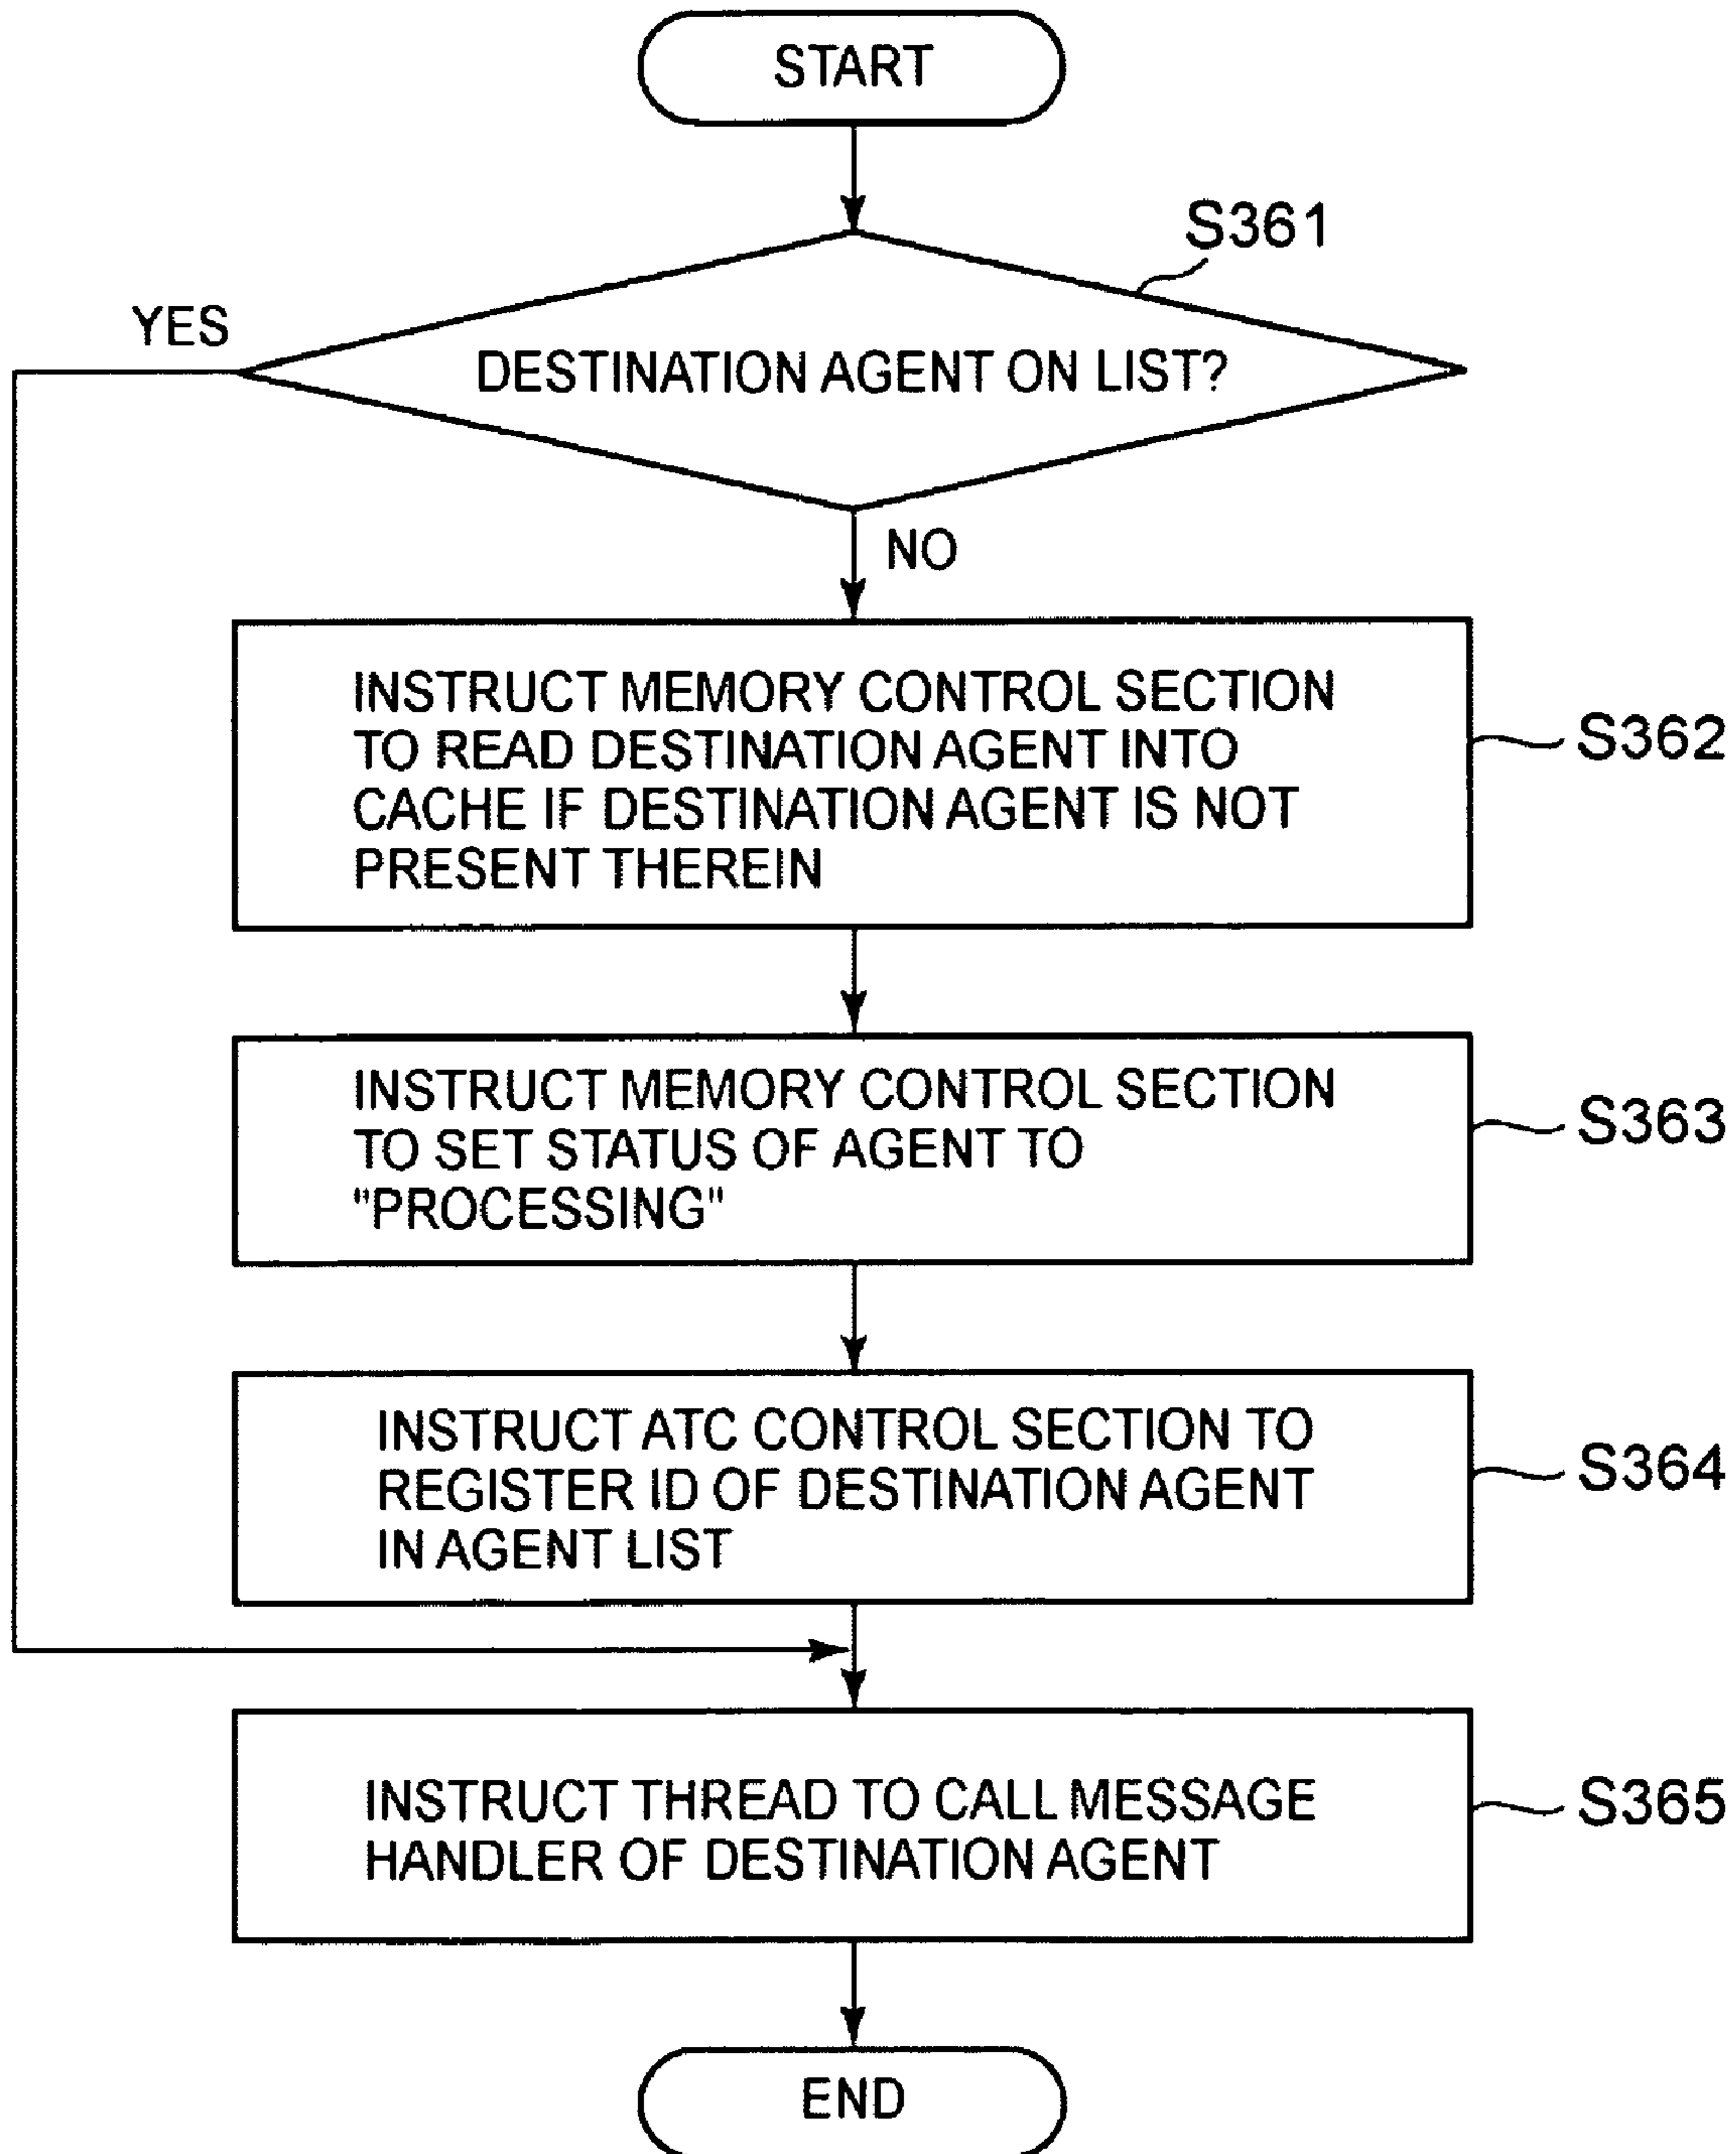 START
S361
YES
DESTINATION AGENT ON LIST?
NO
INSTRUCT MEMORY CONTROL SECTION
TO READ DESTINATION AGENT INTO
CACHE IF DESTINATION AGENT IS NOT
PRESENT THEREIN
S362
INSTRUCT MEMORY CONTROL SECTION
TO SET STATUS OF AGENT TO
"PROCESSING"
S363
INSTRUCT ATC CONTROL SECTION TO
REGISTER ID OF DESTINATION AGENT
IN AGENT LIST
S364
INSTRUCT THREAD TO CALL MESSAGE
HANDLER OF DESTINATION AGENT
S365
END